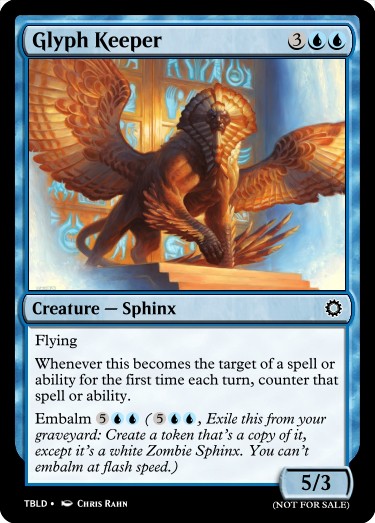 Glyph Keeper 3
Creature — Sphinx
Flying
Whenever this becomes the target of a spell or
ability for the first time each turn, counter that
spell or ability.
Embalm 5 (5, Exile this from your
graveyard: Create a token that's a copy of it,
except it's a white Zombie Sphinx. You can't
embalm at flash speed.)
5/3
TBLD • Chris Rahn
(NOT FOR SALE)